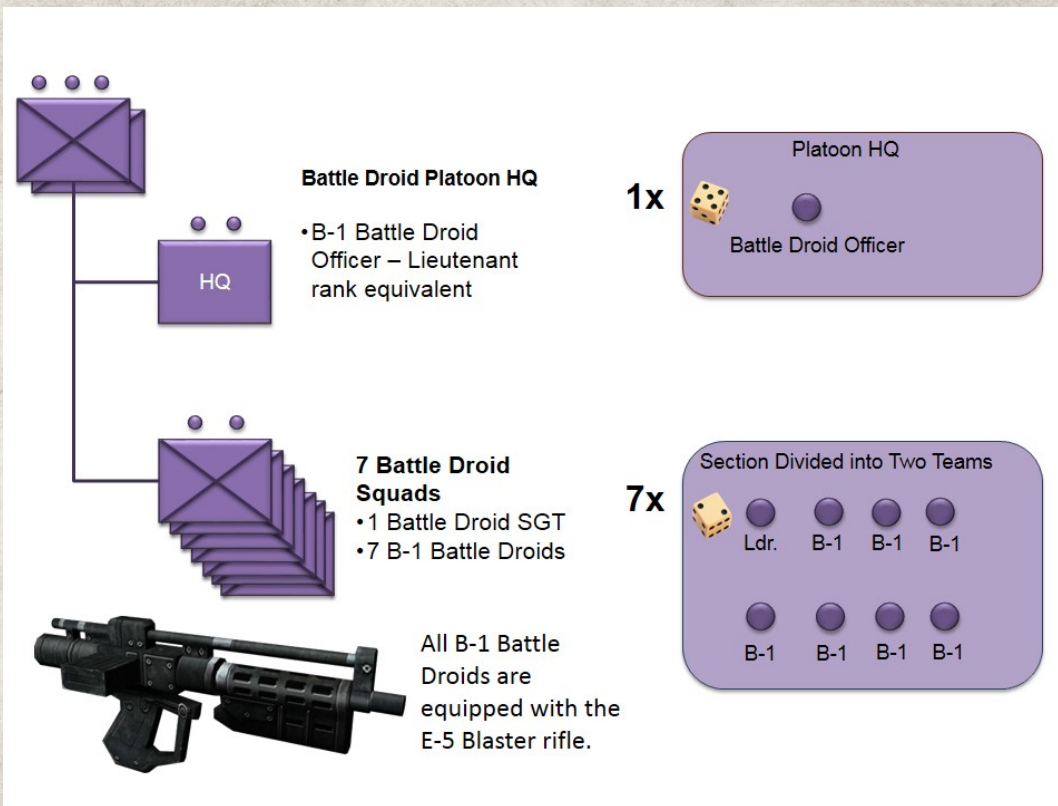 Battle Droid Platoon HQ
•B-1 Battle Droid
Officer – Lieutenant
rank equivalent
HQ
1x
Platoon HQ
Battle Droid Officer
7 Battle Droid
Squads
•1 Battle Droid SGT
•7 B-1 Battle Droids
7x
Section Divided into Two Teams
Ldr. B-1 B-1 B-1
B-1 B-1 B-1 B-1
All B-1 Battle
Droids are
equipped with the
E-5 Blaster rifle.